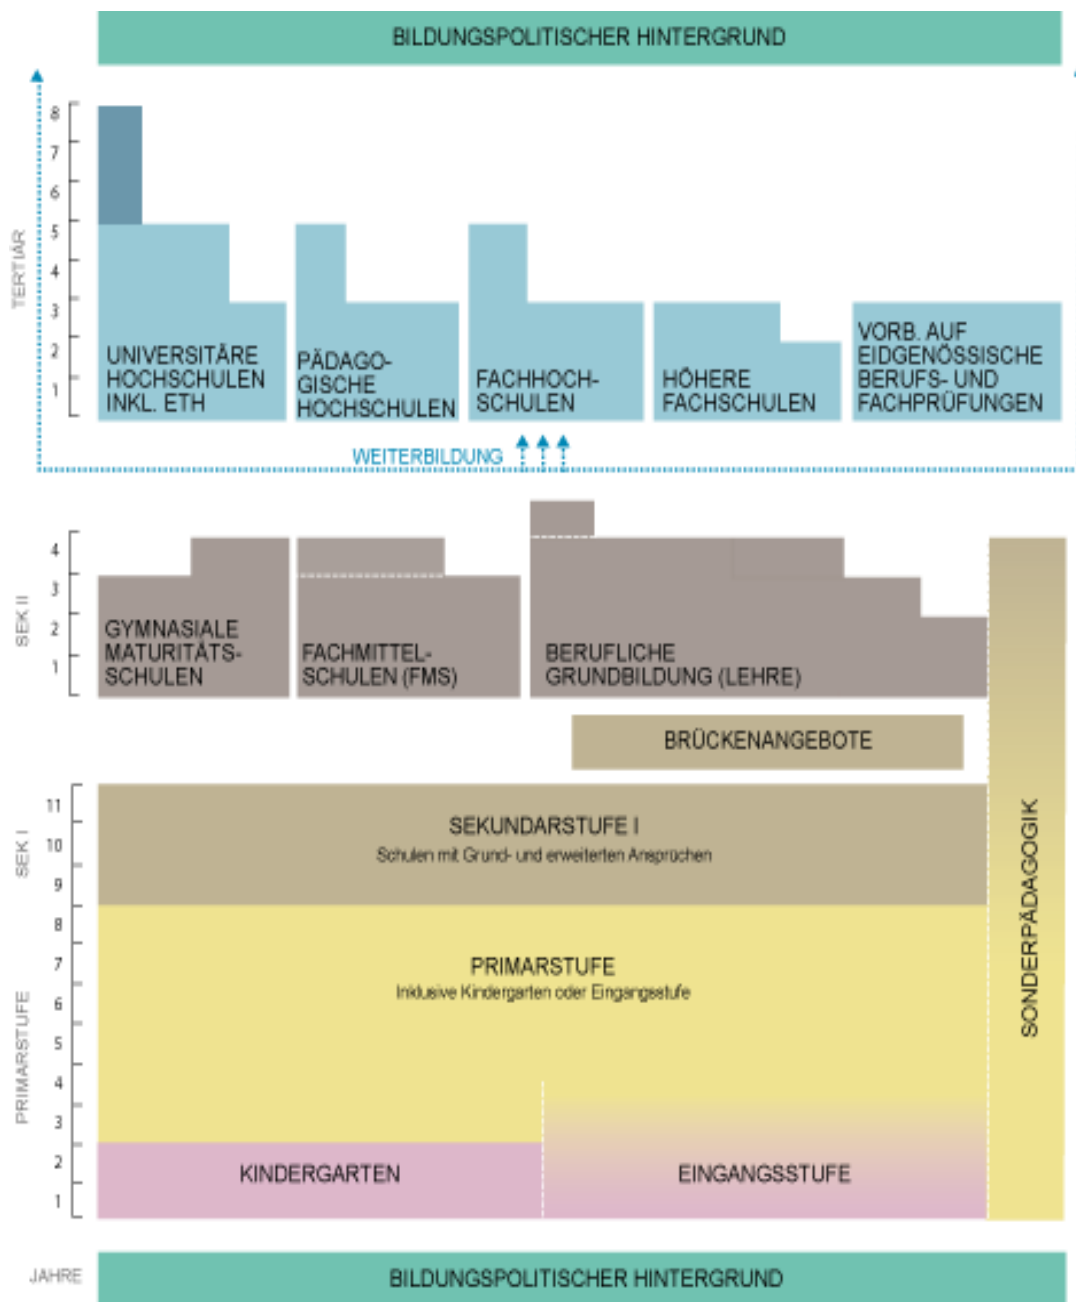 BILDUNGSPOLITISCHER HINTERGRUND
TERTIÄR
8
7
6
5
4
3
2
1
UNIVERSITÄRE
HOCHSCHULEN
INKL. ETH
PÄDAGO-
GISCHE
HOCHSCHULEN
FACHHOCH-
SCHULEN
HÖHERE
FACHSCHULEN
VORB. AUF
EIDGENÖSSISCHE
BERUFS- UND
FACHPRÜFUNGEN
WEITERBILDUNG
SEK II
4
3
2
1
GYMNASIALE
MATURITÄTS-
SCHULEN
FACHMITTEL-
SCHULEN (FMS)
BERUFLICHE
GRUNDBILDUNG (LEHRE)
BRÜCKENANGEBOTE
SEK I
11
10
9
SEKUNDARSTUFE I
Schulen mit Grund- und erweiterten Ansprüchen
SONDERPÄDAGOGIK
PRIMARSTUFE
8
7
6
5
4
3
2
1
PRIMARSTUFE
Inklusive Kindergarten oder Eingangsstufe
KINDERGARTEN
EINGANGSSTUFE
JAHRE
BILDUNGSPOLITISCHER HINTERGRUND